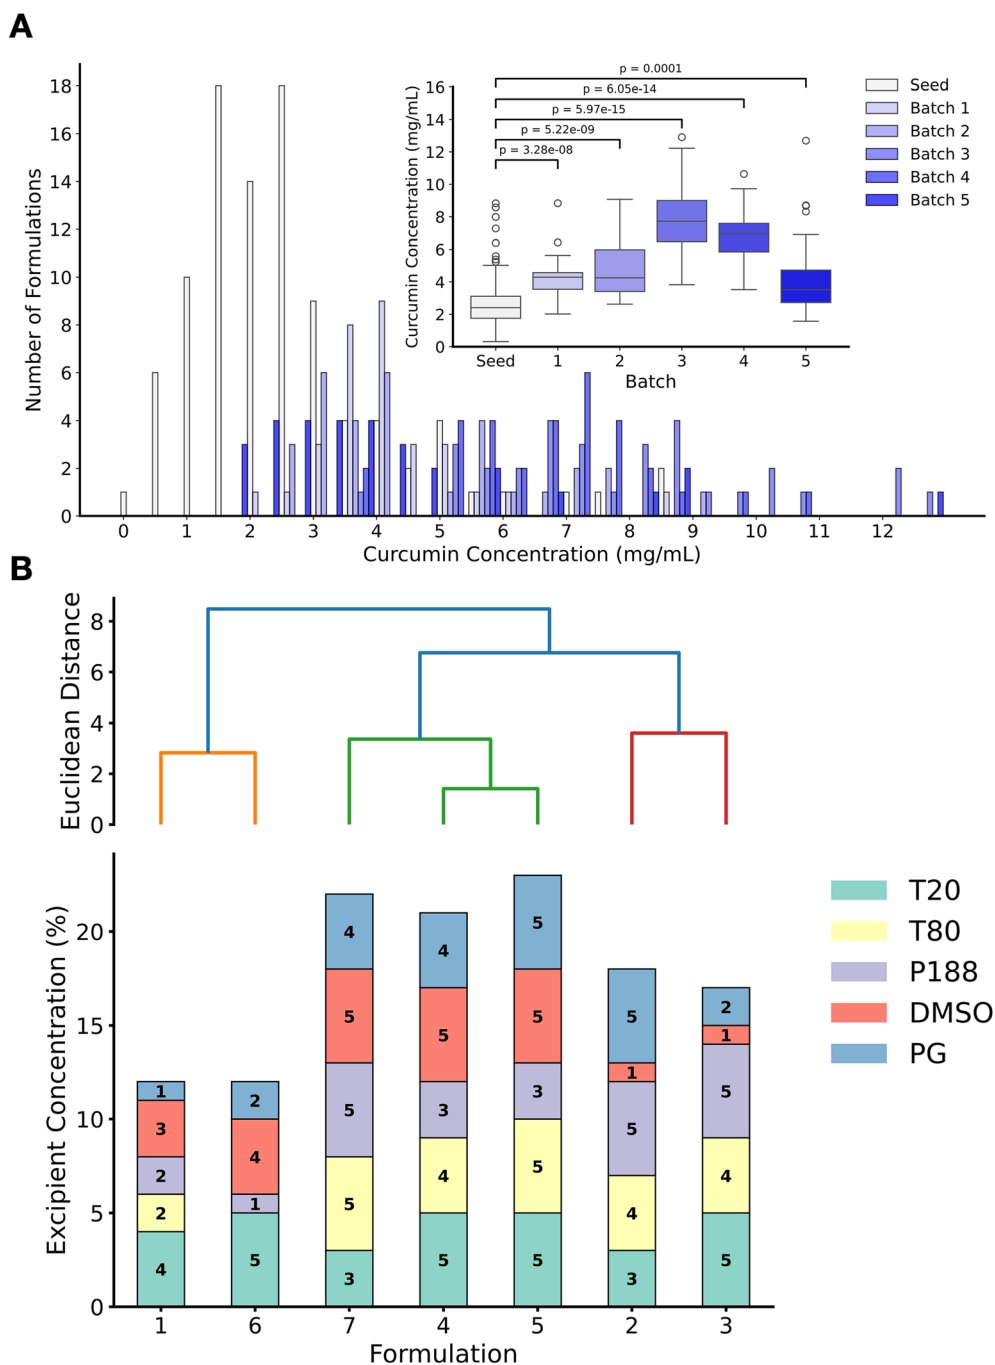 A
p = 0.0001
p = 6.05e-14
p = 5.97e-15
p = 5.22e-09
p = 3.28e-08
Curcumin Concentration (mg/mL)
16
14
12
10
8
6
4
2
0
Seed 1 2 3 4 5
Batch
Seed
Batch 1
Batch 2
Batch 3
Batch 4
Batch 5
Number of Formulations
18
16
14
12
10
8
6
4
2
0
0 1 2 3 4 5 6 7 8 9 10 11 12
Curcumin Concentration (mg/mL)
B
Euclidean Distance
8
6
4
2
0
Excipient Concentration (%)
20
15
10
5
0
1
3
2
2
4
2
4
1
5
4
5
5
5
3
4
5
3
4
5
5
5
3
5
5
5
1
5
4
3
2
1
5
4
5
1 6 7 4 5 2 3
Formulation
T20
T80
P188
DMSO
PG